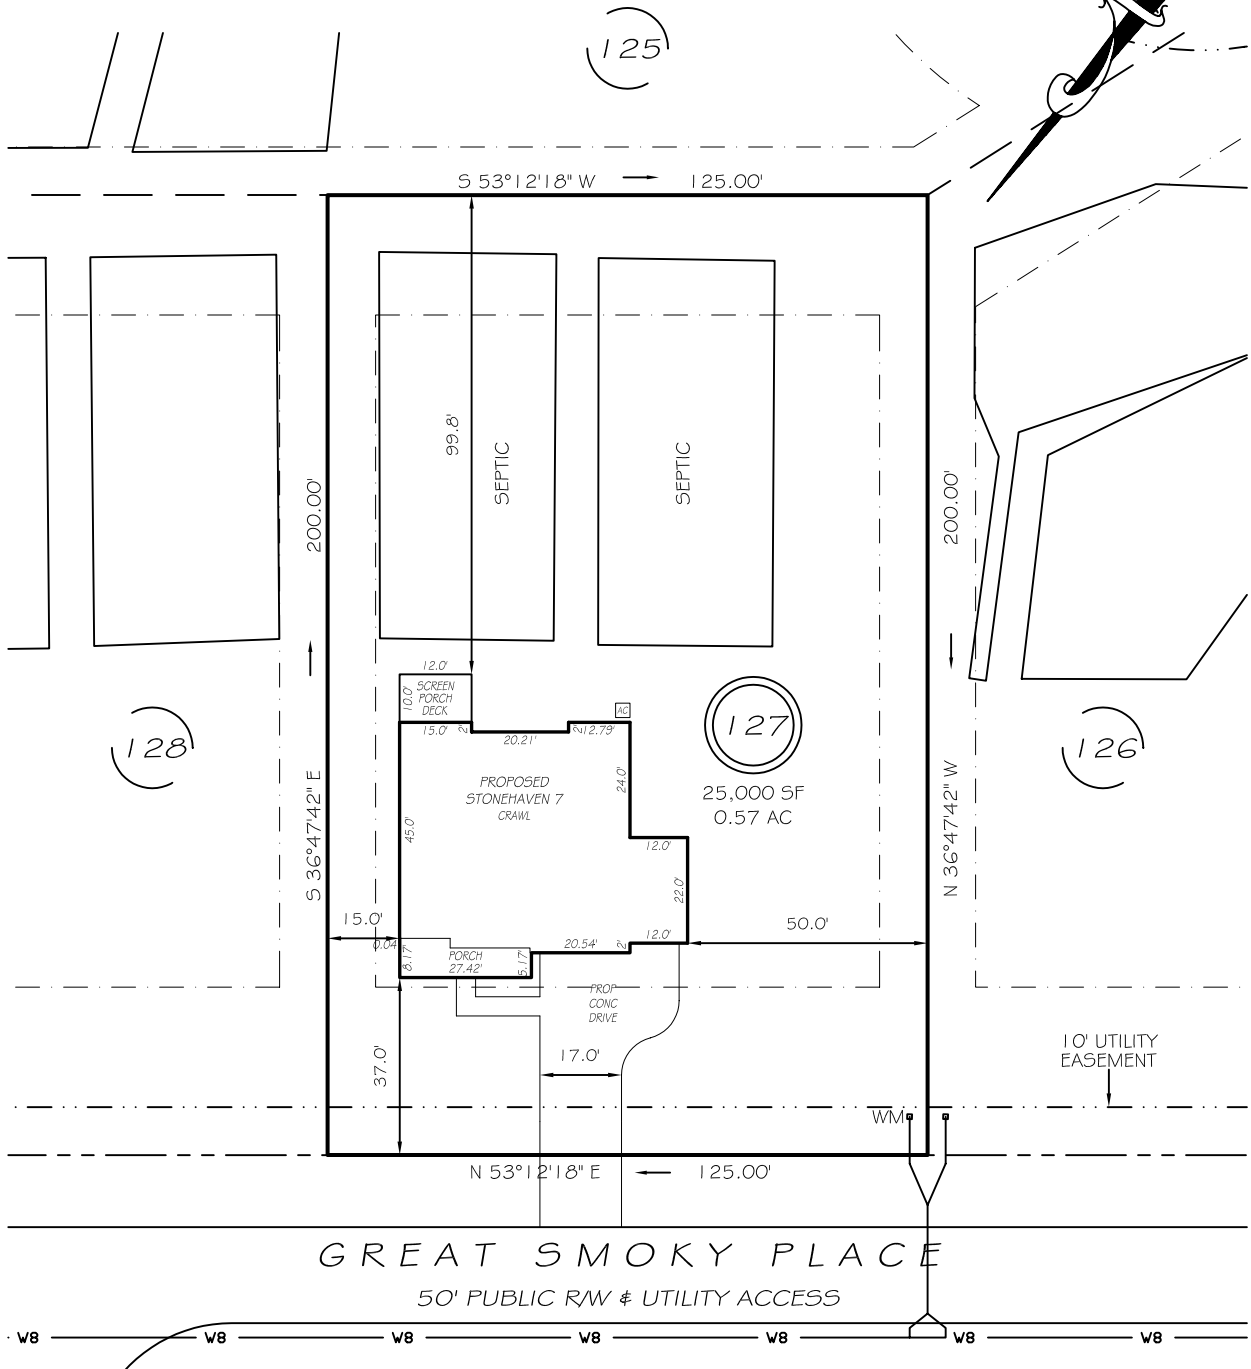 125
S 53°12'18" W 125.00'
99.8'
SEPTIC
SEPTIC
200.00'
200.00'
S 36°47'42" E
N 36°47'42" W
12.0'
10.0'
SCREEN
PORCH
DECK
AC
15.0'
2'
20.21'
2'
12.79'
128
127
126
25,000 SF
0.57 AC
PROPOSED
STONEHAVEN 7
CRAWL
24.0'
45.0'
12.0'
22.0'
15.0'
50.0'
0.04'
8.17'
PORCH
27.42'
5.17'
20.54'
2'
12.0'
PROP
CONC
DRIVE
37.0'
17.0'
10' UTILITY
EASEMENT
WM
N 53°12'18" E 125.00'
GREAT SMOKY PLACE
50' PUBLIC R/W & UTILITY ACCESS
W8 W8 W8 W8 W8 W8 W8